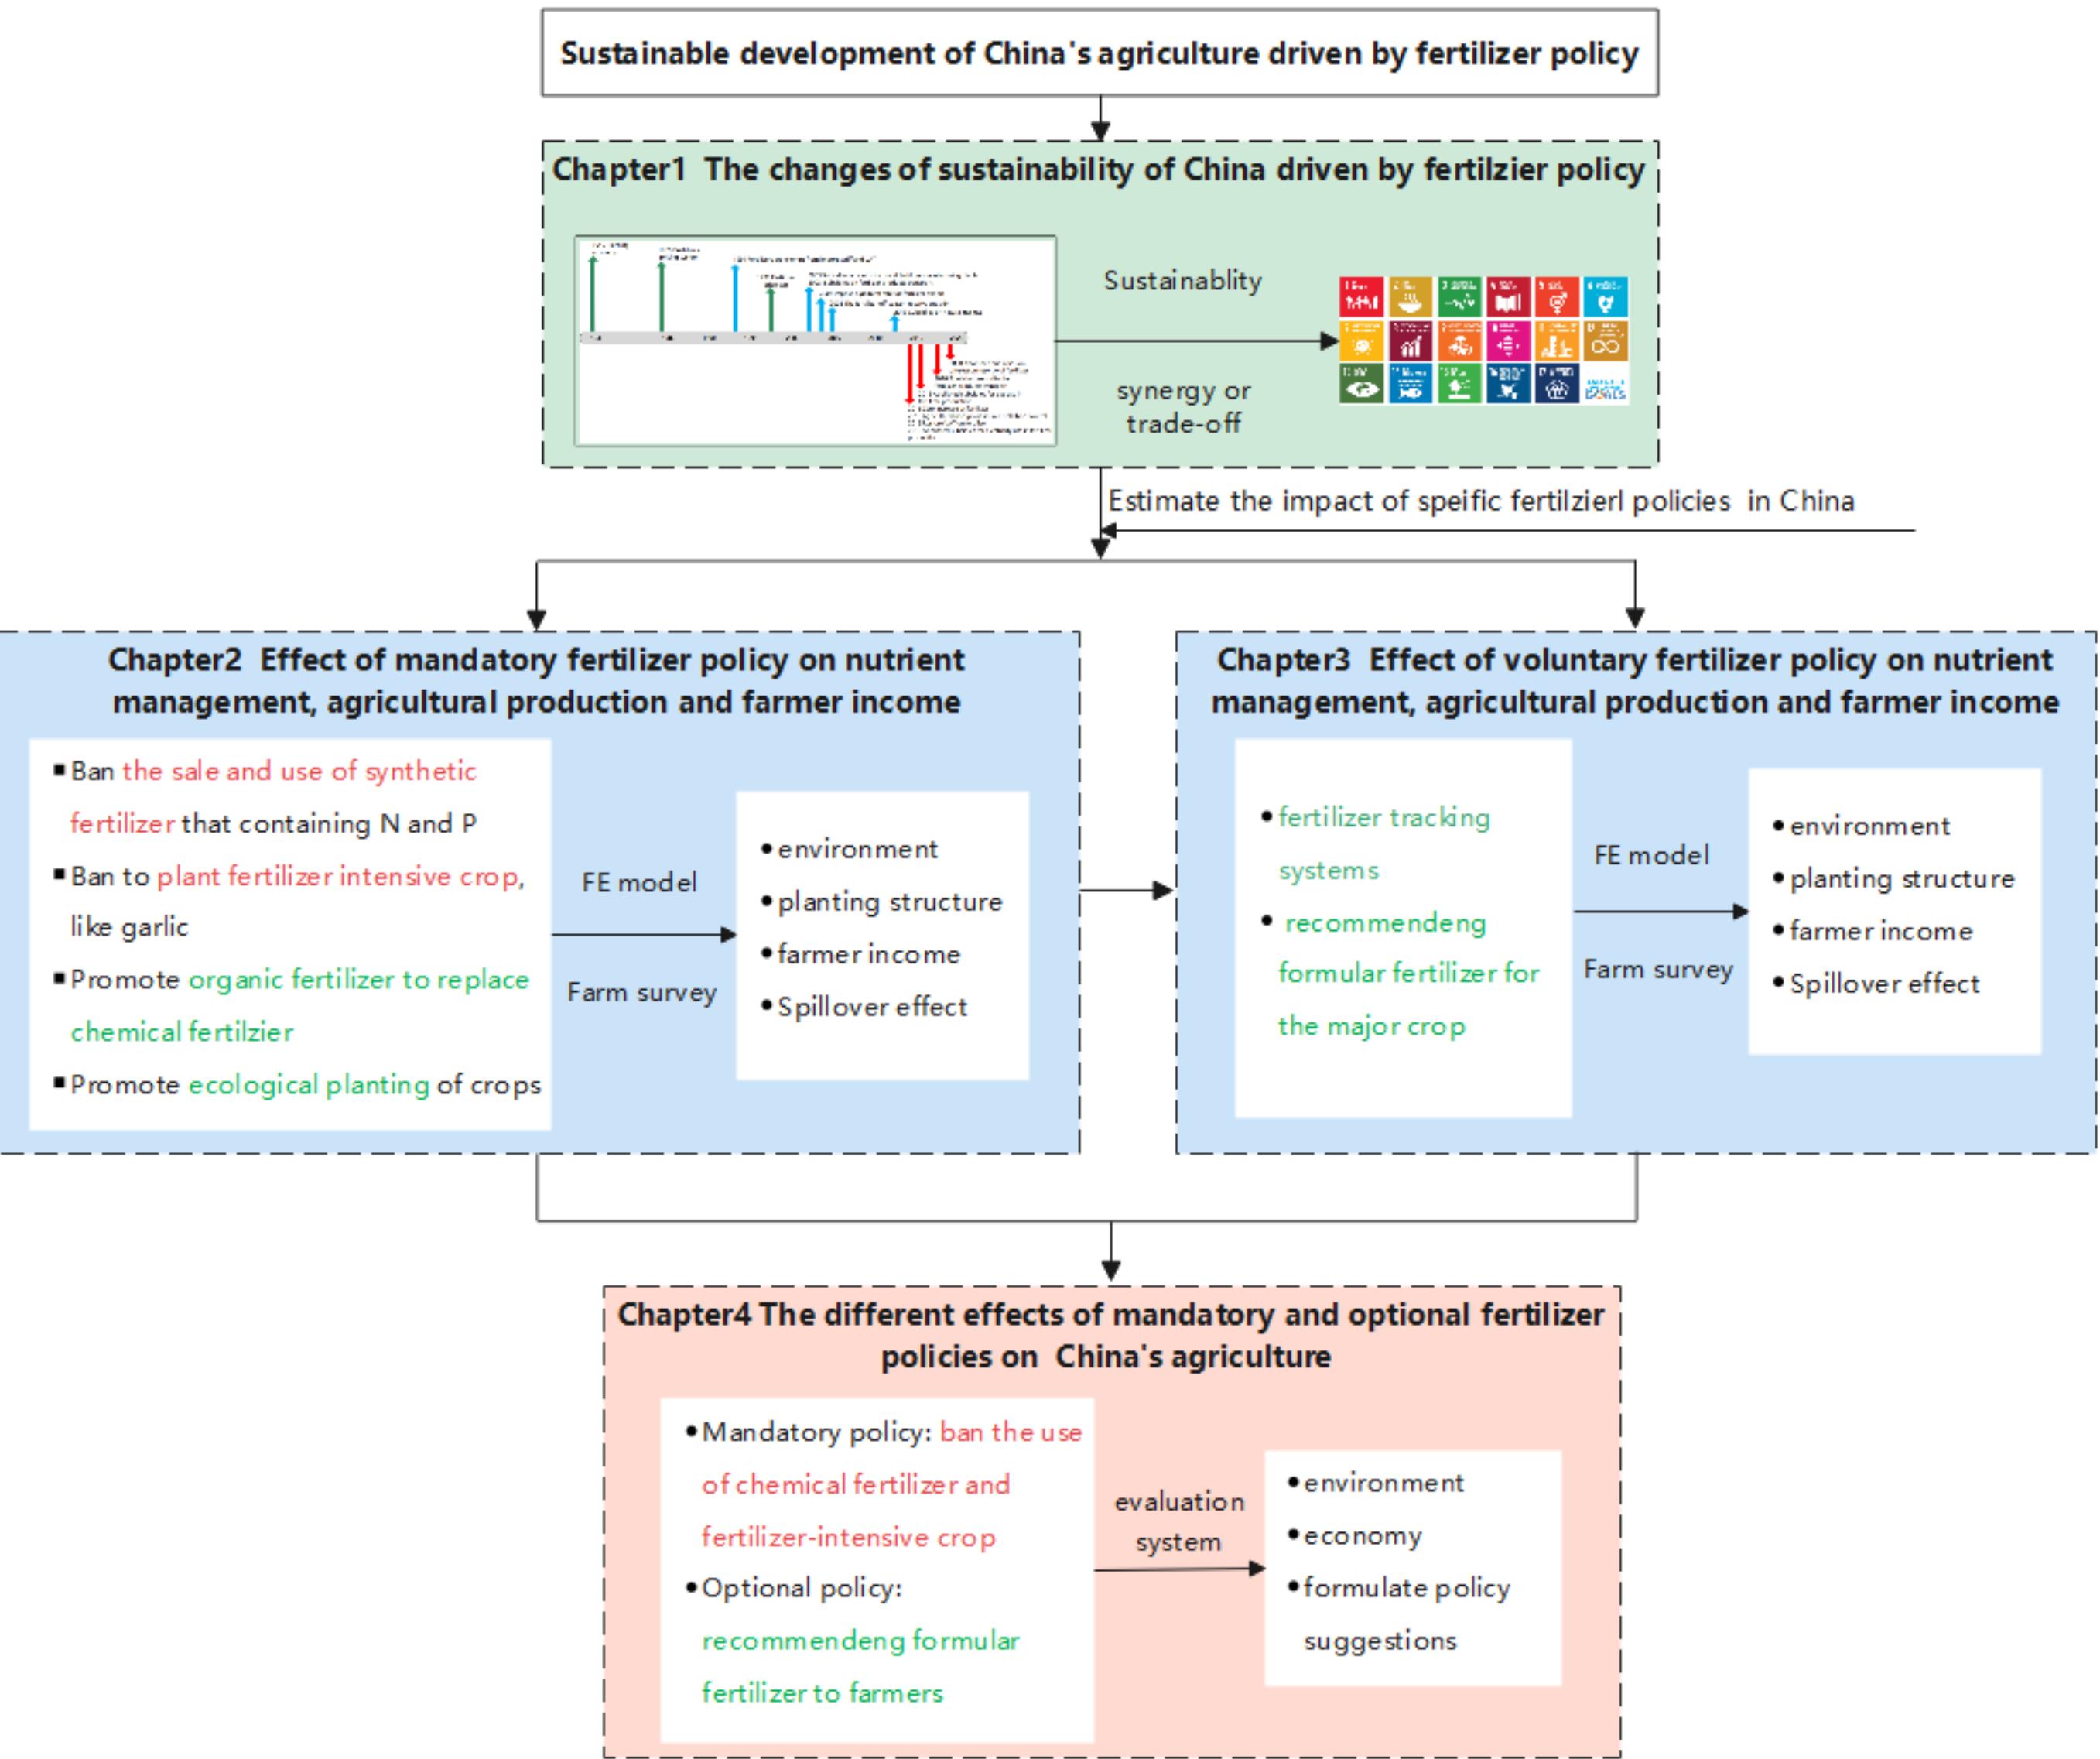 Sustainable development of China's agriculture driven by fertilizer policy
Chapter1 The changes of sustainability of China driven by fertilzier policy
Sustainablity
synergy or
trade-off
Estimate the impact of speific fertilzierl policies in China
Chapter2 Effect of mandatory fertilizer policy on nutrient
management, agricultural production and farmer income
Ban the sale and use of synthetic
fertilizer that containing N and P
Ban to plant fertilizer intensive crop,
like garlic
Promote organic fertilizer to replace
chemical fertilzier
Promote ecological planting of crops
FE model
Farm survey
environment
planting structure
farmer income
Spillover effect
Chapter3 Effect of voluntary fertilizer policy on nutrient
management, agricultural production and farmer income
fertilizer tracking
systems
recommendeng
formular fertilizer for
the major crop
FE model
Farm survey
environment
planting structure
farmer income
Spillover effect
Chapter4 The different effects of mandatory and optional fertilizer
policies on China's agriculture
Mandatory policy: ban the use
of chemical fertilizer and
fertilizer-intensive crop
Optional policy:
recommendeng formular
fertilizer to farmers
evaluation
system
environment
economy
formulate policy
suggestions